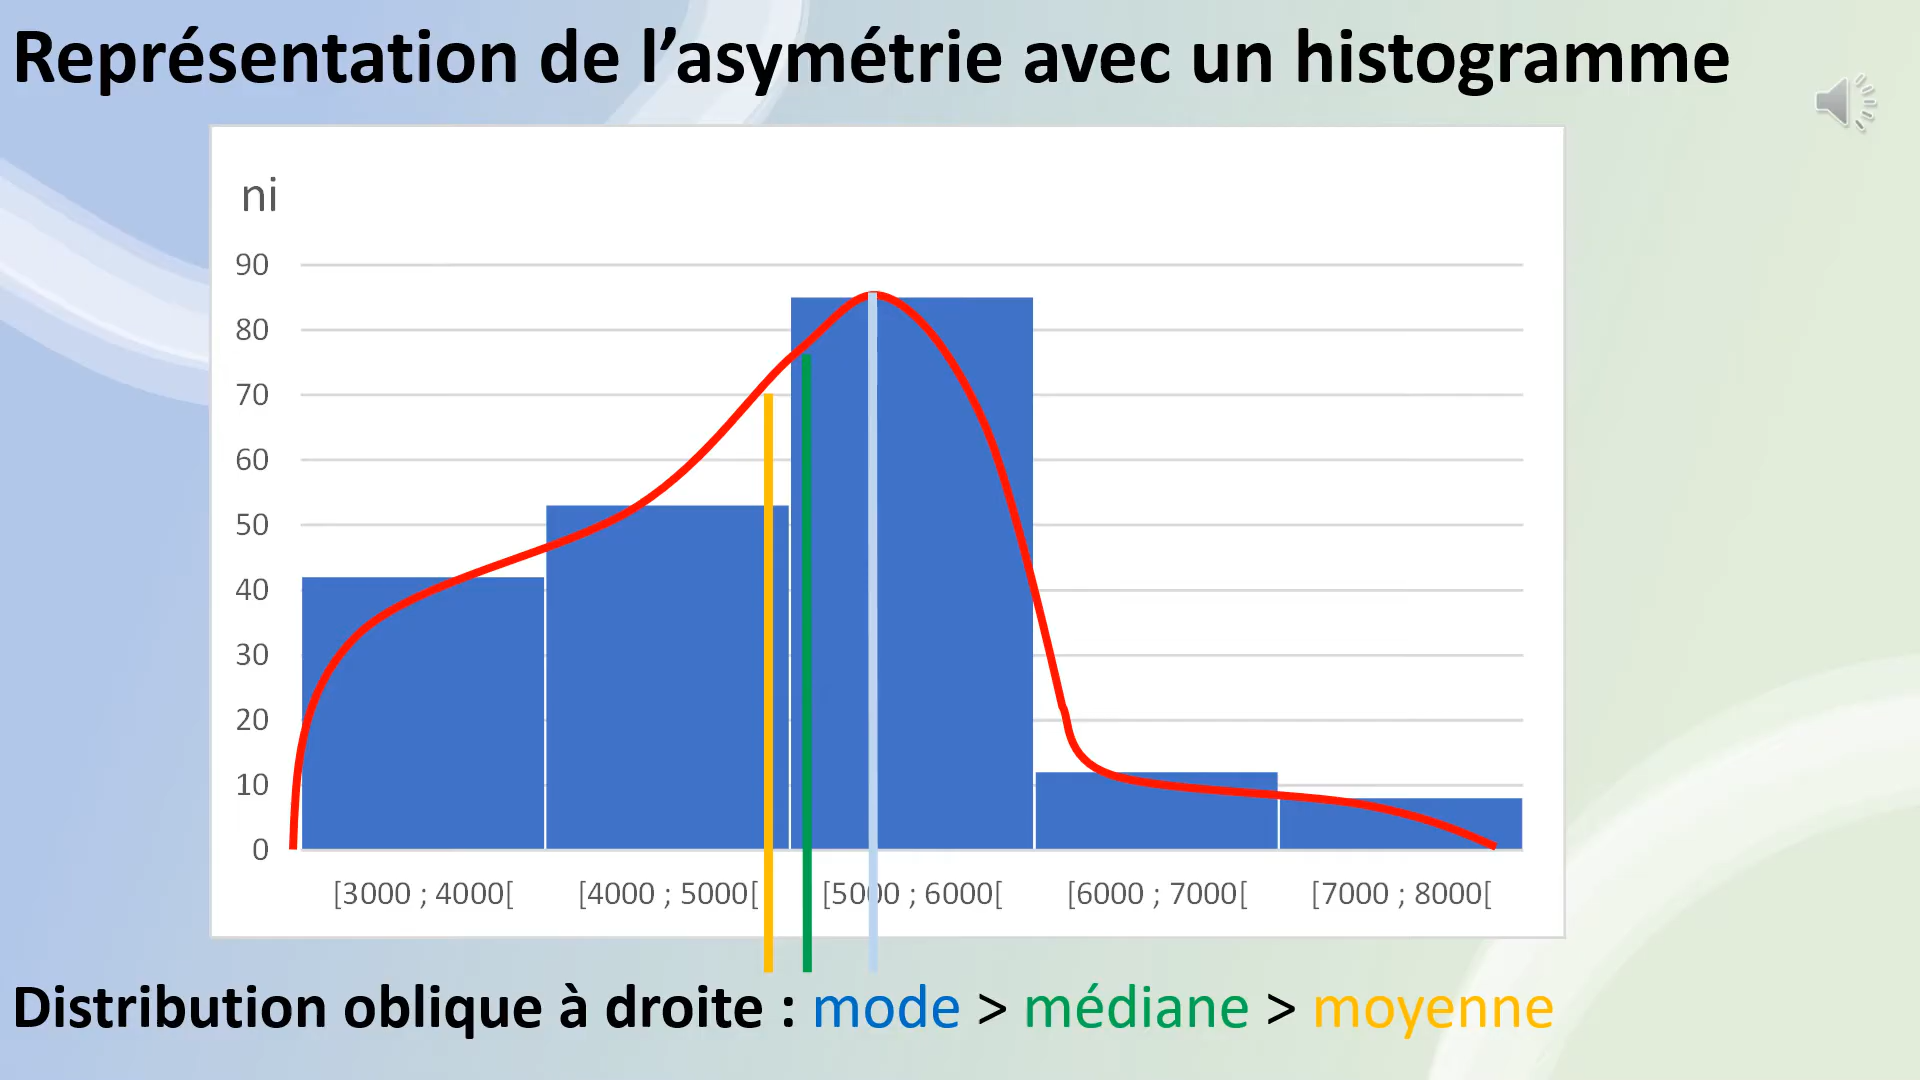 Représentation de l’asymétrie avec un histogramme
ni
90
80
70
60
50
40
30
20
10
0
[3000 ; 4000[ [4000 ; 5000[ [5000 ; 6000[ [6000 ; 7000[ [7000 ; 8000[
Distribution oblique à droite : mode > médiane > moyenne